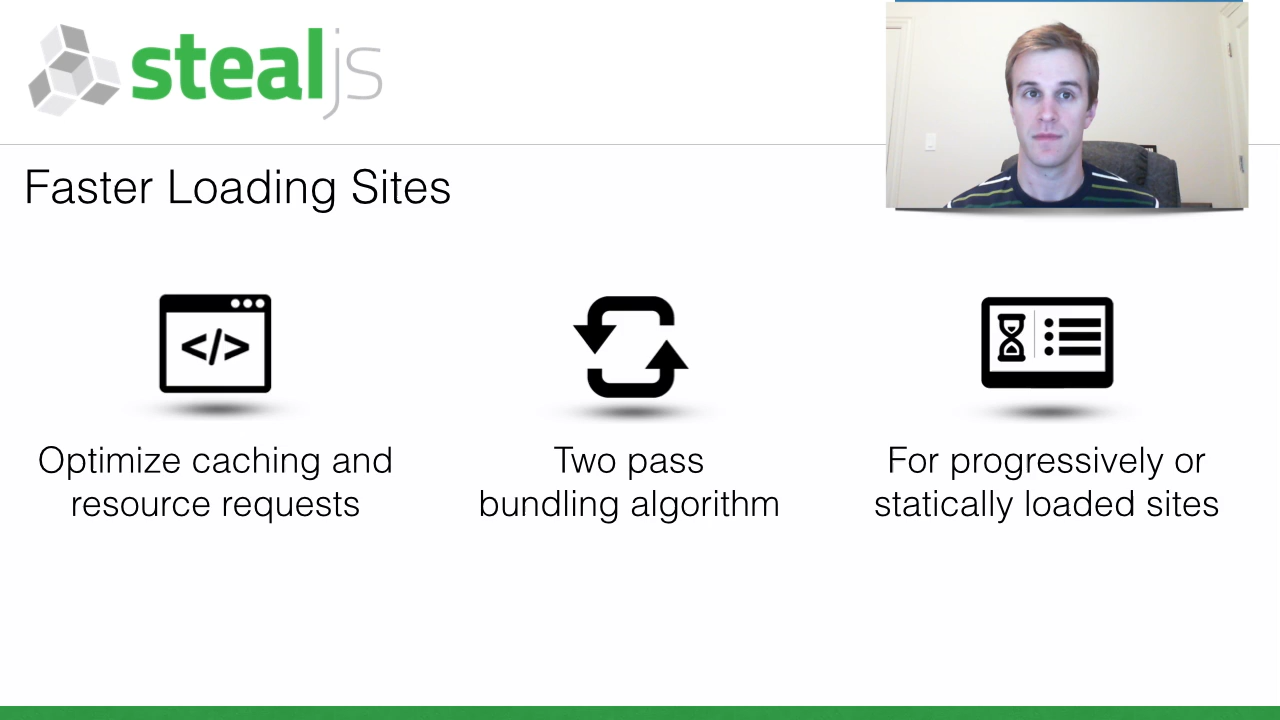 stealjs
Faster Loading Sites
</>
Optimize caching and
resource requests
Two pass
bundling algorithm
For progressively or
statically loaded sites